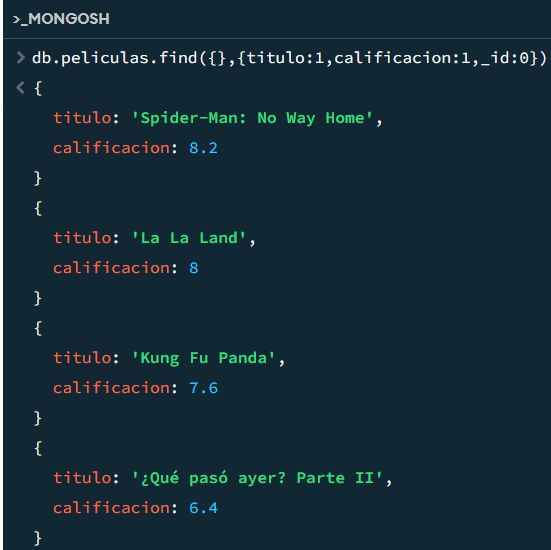 >_MONGOSH
> db.peliculas.find({},{titulo:1,calificacion:1,_id:0})
< {
titulo: 'Spider-Man: No Way Home',
calificacion: 8.2
}
{
titulo: 'La La Land',
calificacion: 8
}
{
titulo: 'Kung Fu Panda',
calificacion: 7.6
}
{
titulo: '¿Qué pasó ayer? Parte II',
calificacion: 6.4
}